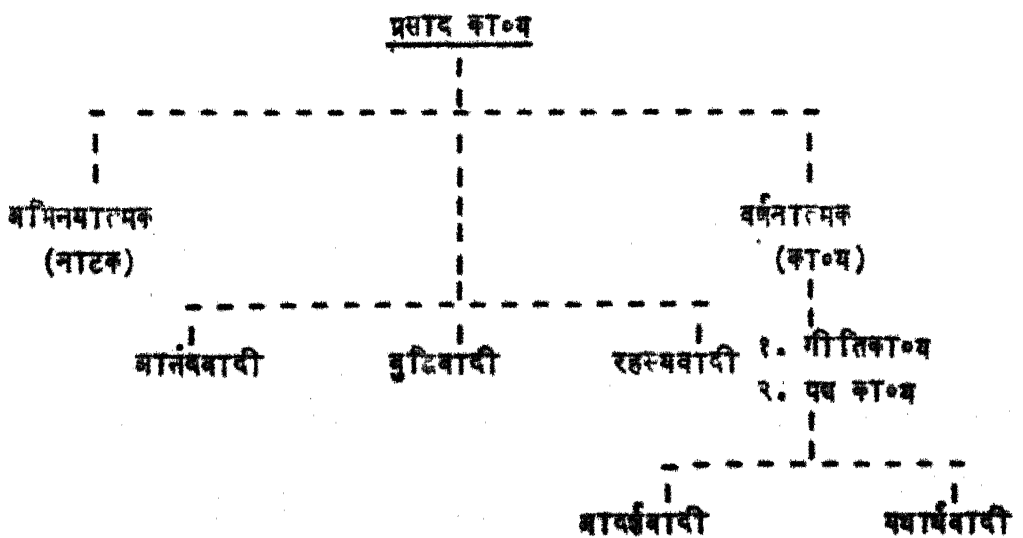 प्रसाद काव्य
अभिनयात्मक
(नाटक)
वर्णनात्मक
(काव्य)
आनंदवादी
बुद्धिवादी
रहस्यवादी
१. गीतिकाव्य
२. पद्य काव्य
आदर्शवादी
यथार्थवादी